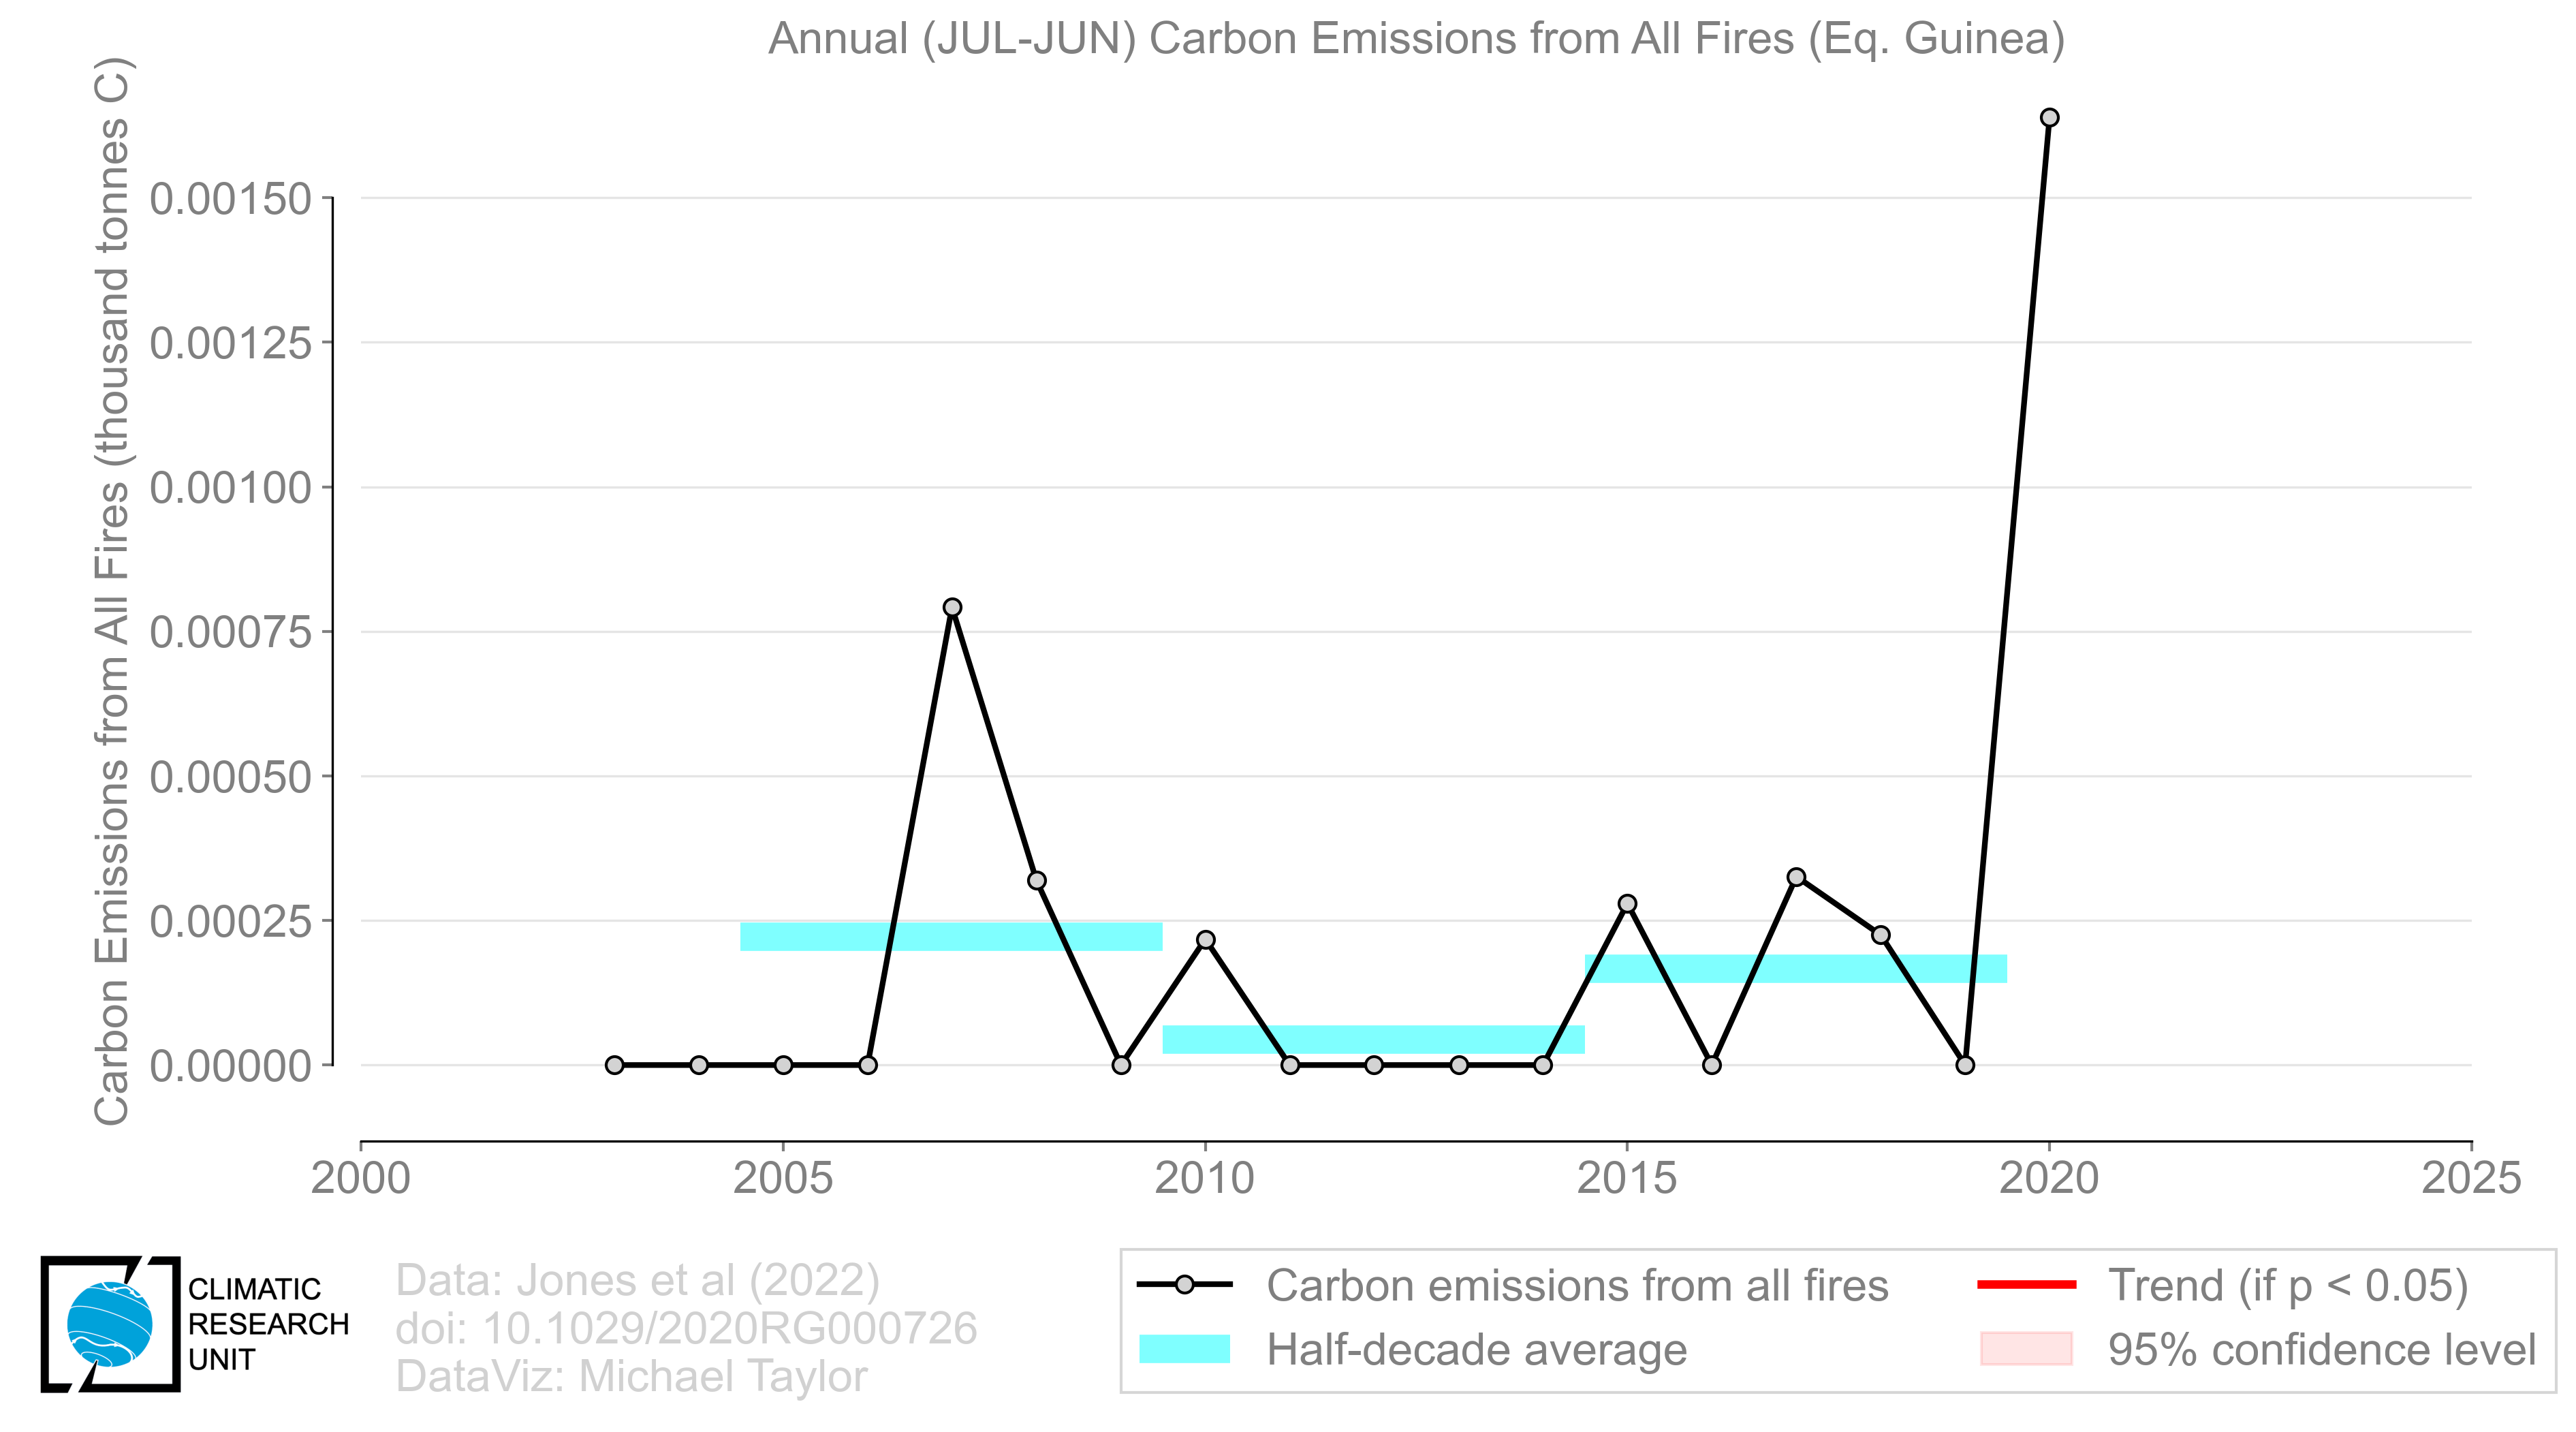 Annual (JUL-JUN) Carbon Emissions from All Fires (Eq. Guinea)
Carbon Emissions from All Fires (thousand tonnes C)
0.00150
0.00125
0.00100
0.00075
0.00050
0.00025
0.00000
2000
2005
2010
2015
2020
2025
CLIMATIC
RESEARCH
UNIT
Data: Jones et al (2022)
doi: 10.1029/2020RG000726
DataViz: Michael Taylor
Carbon emissions from all fires
Half-decade average
Trend (if p < 0.05)
95% confidence level